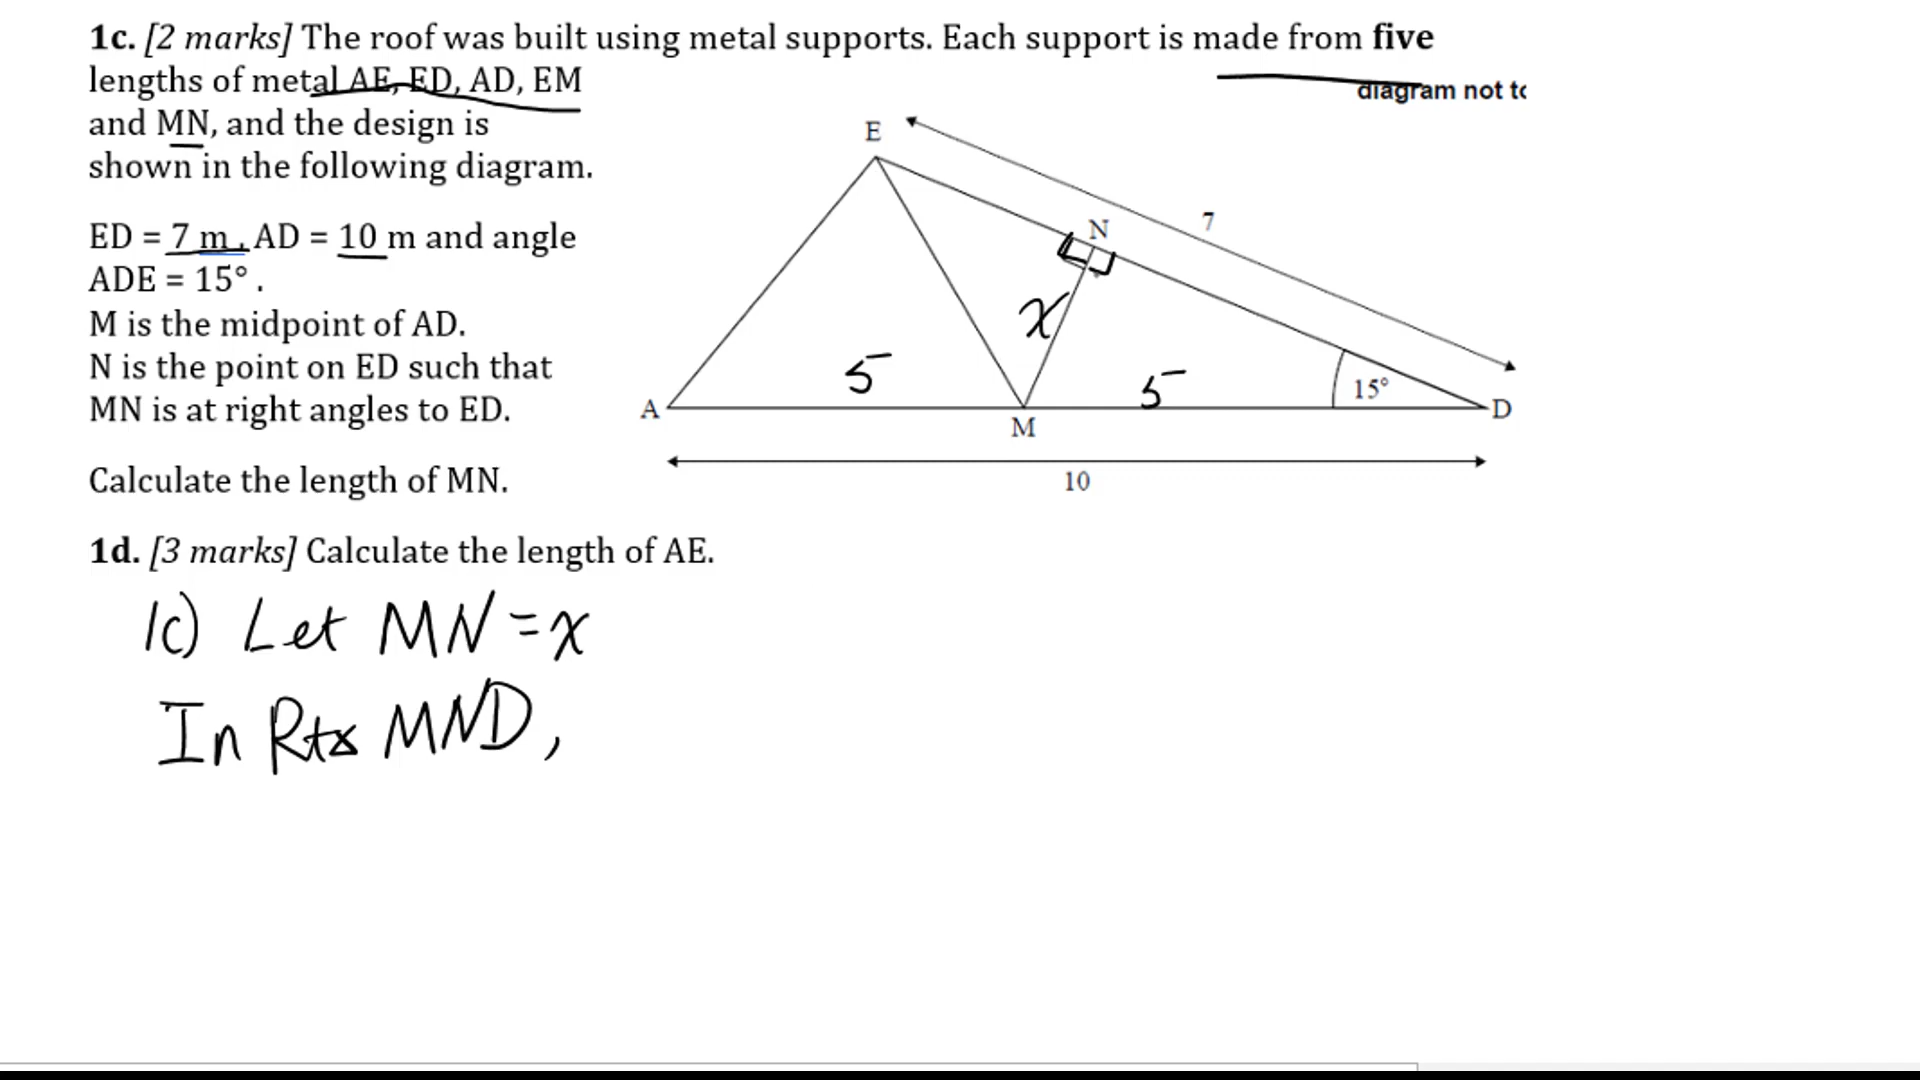 1c. [2 marks] The roof was built using metal supports. Each support is made from five
lengths of metal AE, ED, AD, EM
diagram not to
and MN, and the design is
shown in the following diagram.
ED = 7 m , AD = 10 m and angle
ADE = 15° .
M is the midpoint of AD.
N is the point on ED such that
MN is at right angles to ED.
Calculate the length of MN.
E
N
7
x
5
5
15°
A
M
D
10
1d. [3 marks] Calculate the length of AE.
1c) Let MN = x
In Rt△ MND,